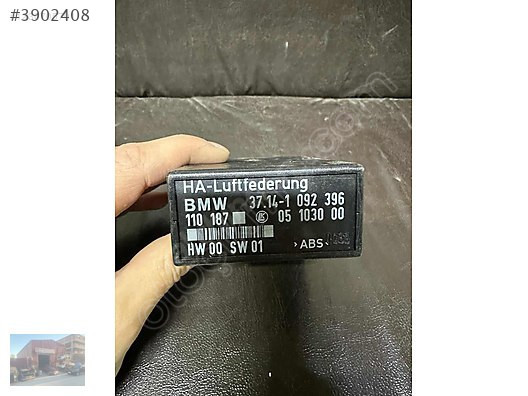 #3902408
HA-Luftfederung
BMW 37.14-1 092 396
110 187 05 1030 00
HW 00 SW 01 >ABS<